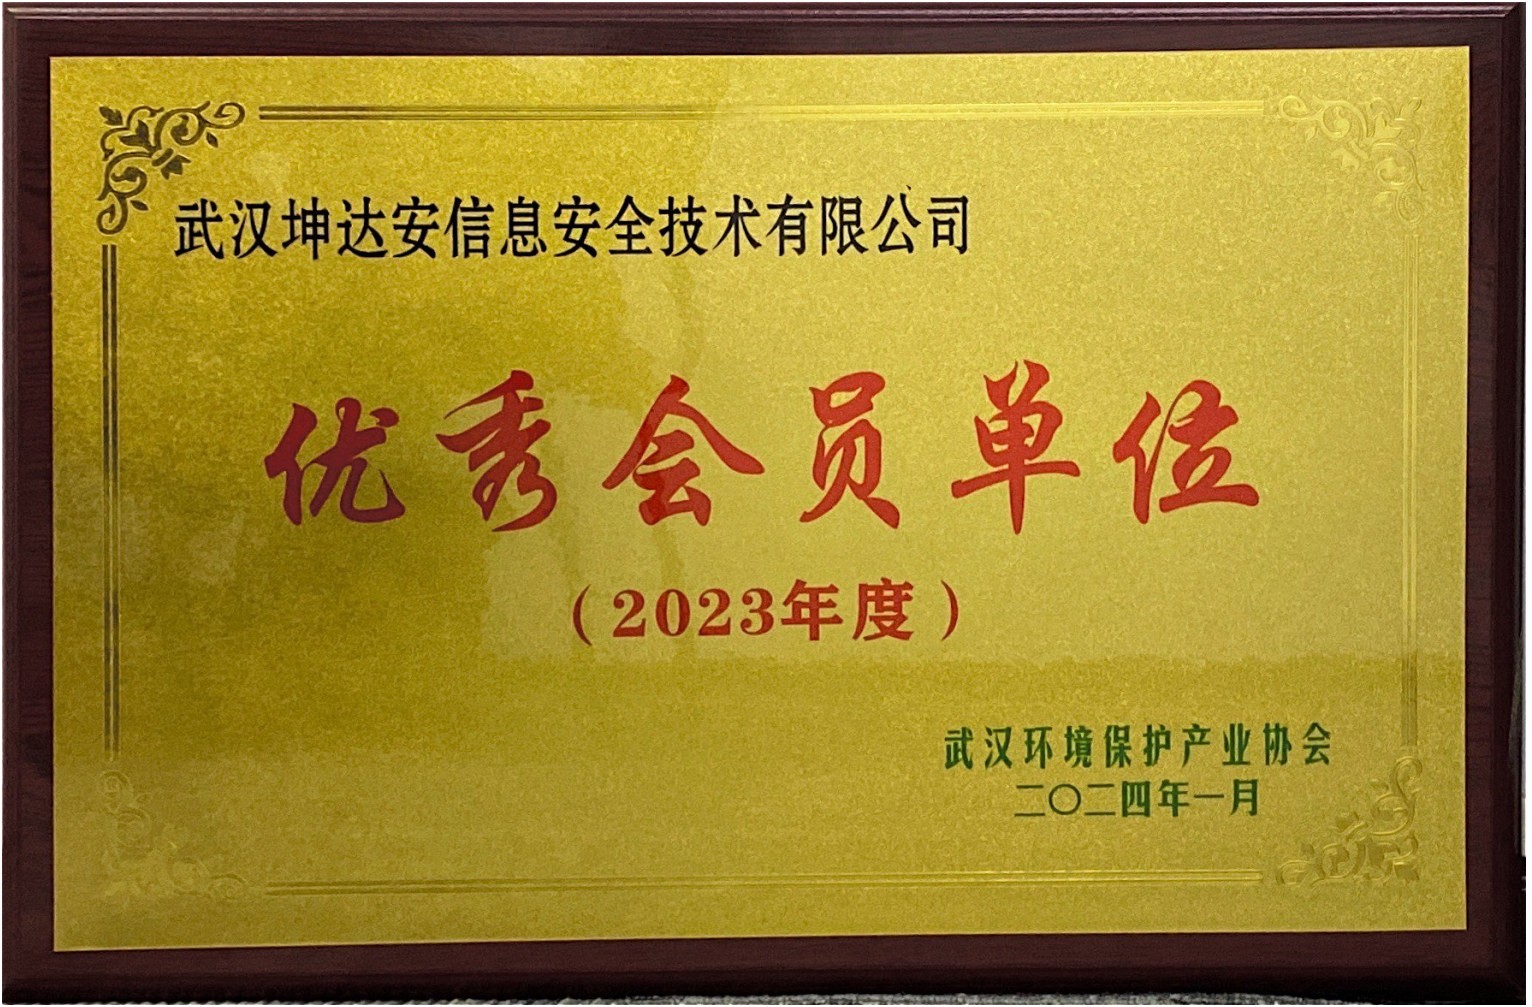 武汉坤达安信息安全技术有限公司
优秀会员单位
（2023年度）
武汉环境保护产业协会
二〇二四年一月